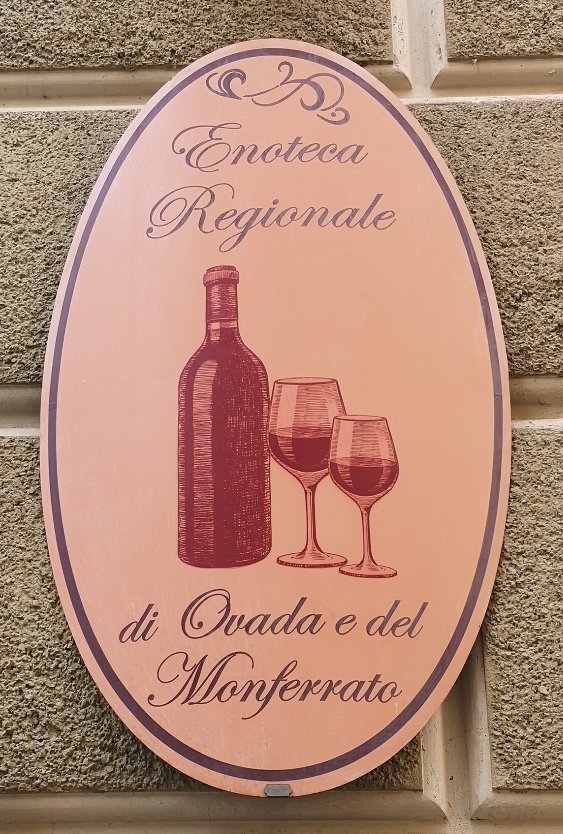 Enoteca
Regionale
di Ovada e del
Monferrato